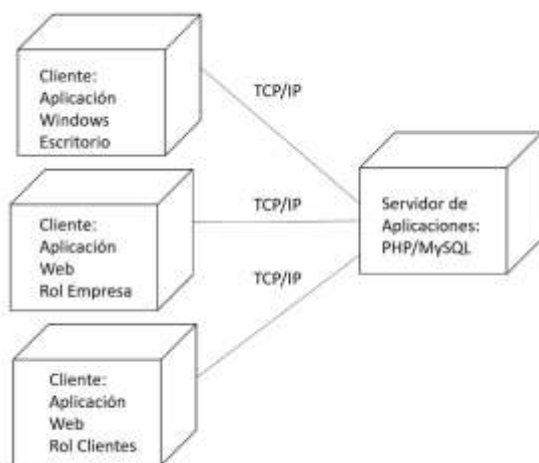 Cliente:
Aplicación
Windows
Escritorio
TCP/IP
Cliente:
Aplicación
Web
Rol Empresa
TCP/IP
Servidor de
Aplicaciones:
PHP/MySQL
TCP/IP
Cliente:
Aplicación
Web
Rol Clientes